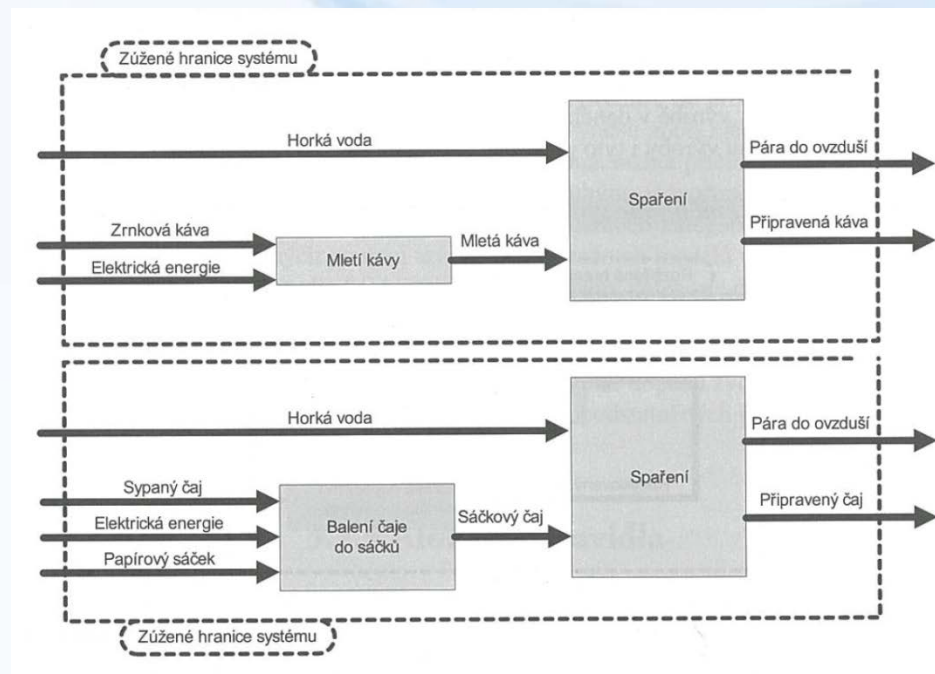 Zúžené hranice systému
Horká voda
Zrnková káva
Elektrická energie
Mletí kávy
Mletá káva
Spaření
Pára do ovzduší
Připravená káva
Horká voda
Sypaný čaj
Elektrická energie
Papírový sáček
Balení čaje
do sáčků
Sáčkový čaj
Spaření
Pára do ovzduší
Připravený čaj
Zúžené hranice systému